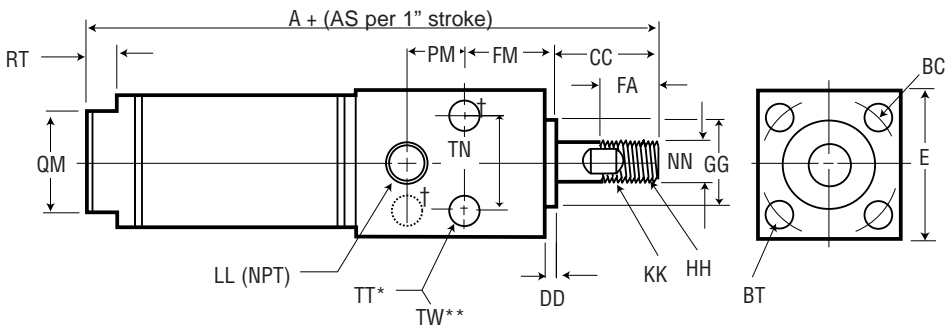 A + (AS per 1" stroke)
RT
PM
FM
CC
BC
FA
†
TN
QM
NN
GG
E
†
LL (NPT)
KK
HH
BT
TT*
DD
TW**